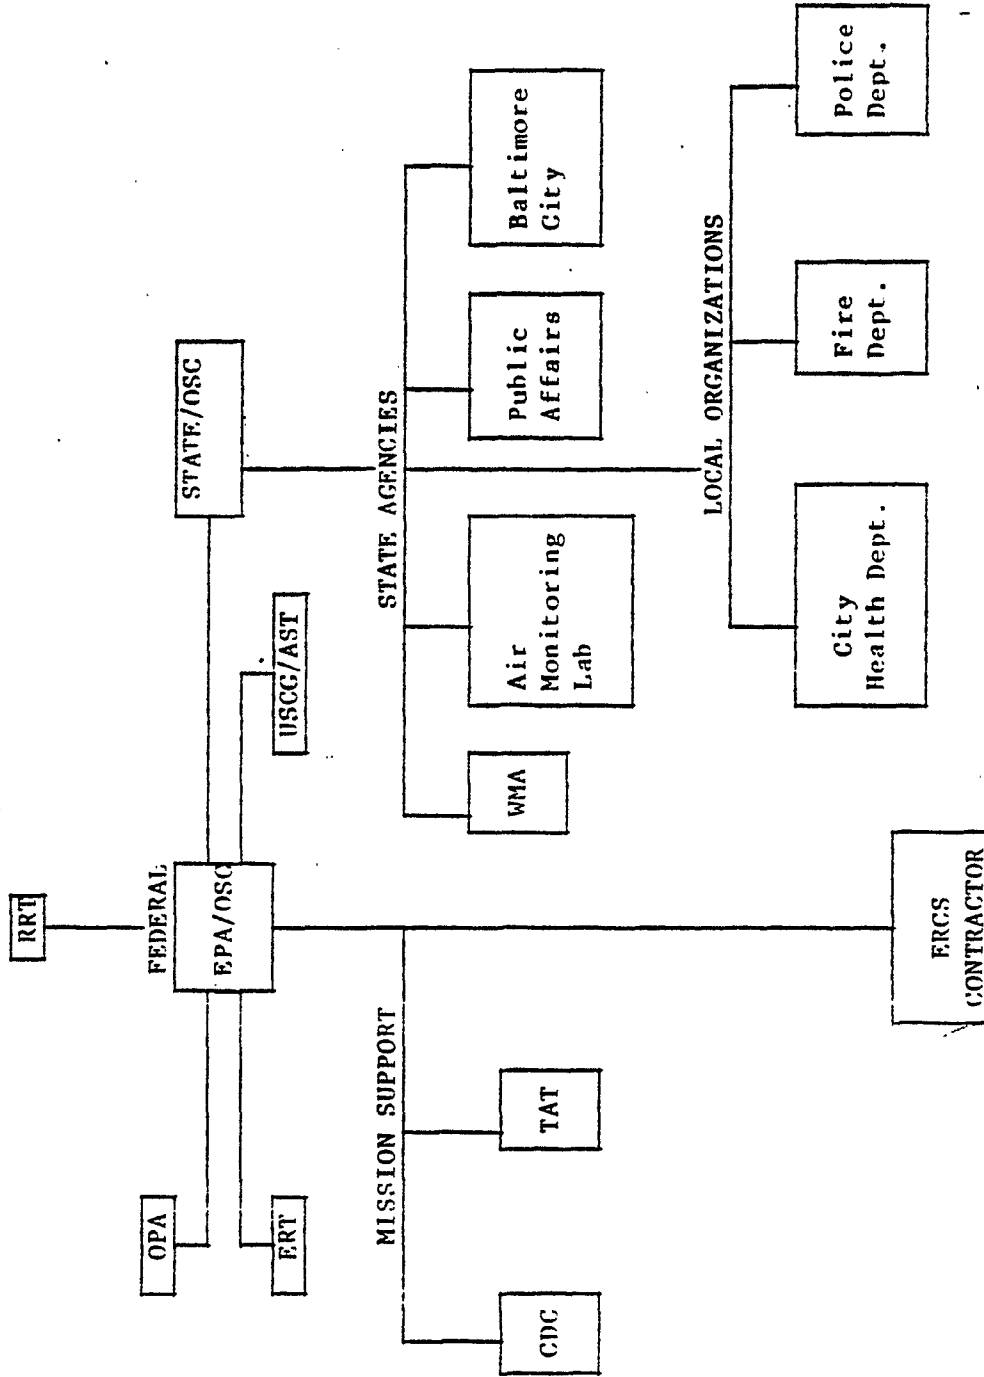 RRT
FEDERAL
EPA/OSC
STATE/OSC
OPA
ERT
USCG/AST
MISSION SUPPORT
CDC
TAT
STATE AGENCIES
WMA
Air
Monitoring
Lab
Public
Affairs
Baltimore
City
LOCAL ORGANIZATIONS
City
Health Dept.
Fire
Dept.
Police
Dept.
ERCS
CONTRACTOR